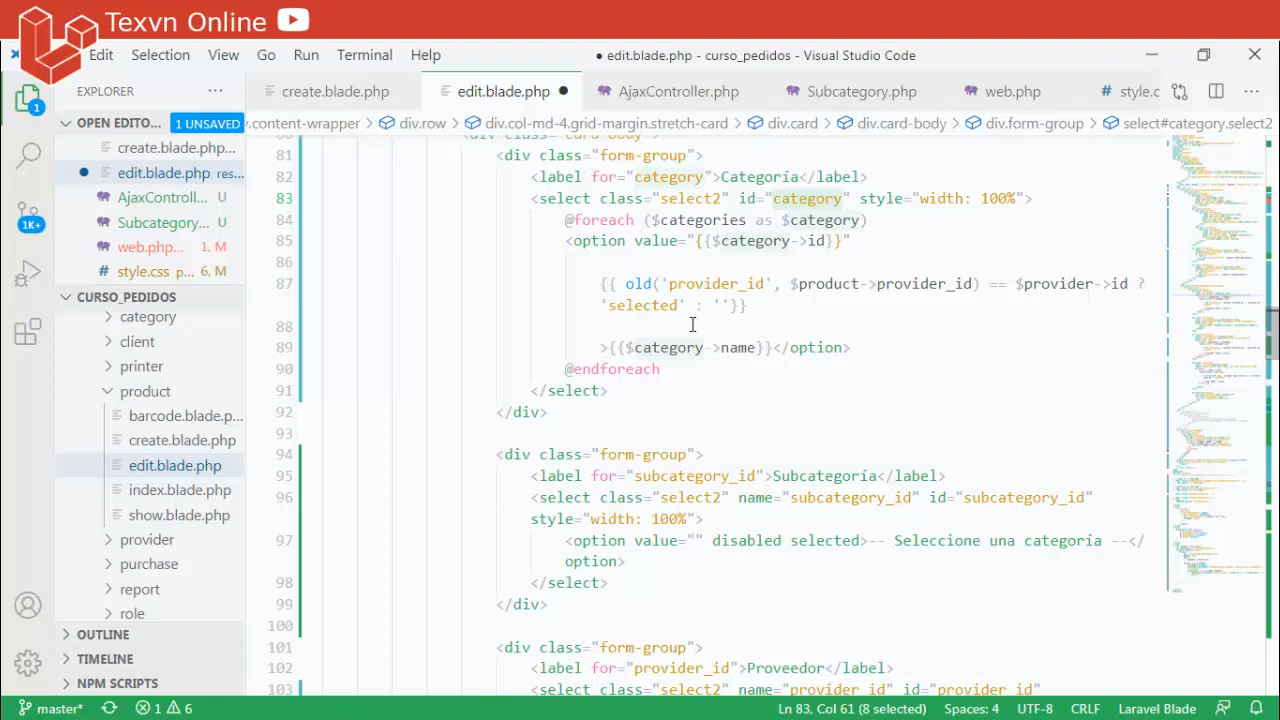 Texvn Online
Edit Selection View Go Run Terminal Help
● edit.blade.php - curso_pedidos - Visual Studio Code
EXPLORER ···
create.blade.php edit.blade.php ● AjaxController.php Subcategory.php web.php # style.c ···
OPEN EDITO... 1 UNSAVED
.content-wrapper > div.row > div.col-md-4.grid-margin.stretch-card > div.card > div.card-body > div.form-group > select#category.select2
create.blade.php...
● edit.blade.php res...
AjaxControll... U
Subcategory.... U
web.php... 1, M
# style.css p... 6, M
1
1K+
CURSO_PEDIDOS
category
client
printer
product
barcode.blade.p...
create.blade.php
edit.blade.php
index.blade.php
show.blade.php
provider
purchase
report
role
OUTLINE
TIMELINE
NPM SCRIPTS
81 <div class="form-group">
82 <label for="category">Categoría</label>
83 <select class="select2" id="category" style="width: 100%">
84 @foreach ($categories as $category)
85 <option value="{{$category->id}}"
86
87 {{ old('provider_id', $product->provider_id) == $provider->id ?
'selected' : ''}}
88
89 >{{$category->name}}</option>
90 @endforeach
91 </select>
92 </div>
93
94 <div class="form-group">
95 <label for="subcategory_id">Subcategoría</label>
96 <select class="select2" name="subcategory_id" id="subcategory_id"
style="width: 100%">
97 <option value="" disabled selected>-- Seleccione una categoría --</
option>
98 </select>
99 </div>
100
101 <div class="form-group">
102 <label for="provider_id">Proveedor</label>
103 <select class="select2" name="provider_id" id="provider_id"
master* 1 6 Ln 83, Col 61 (8 selected) Spaces: 4 UTF-8 CRLF Laravel Blade